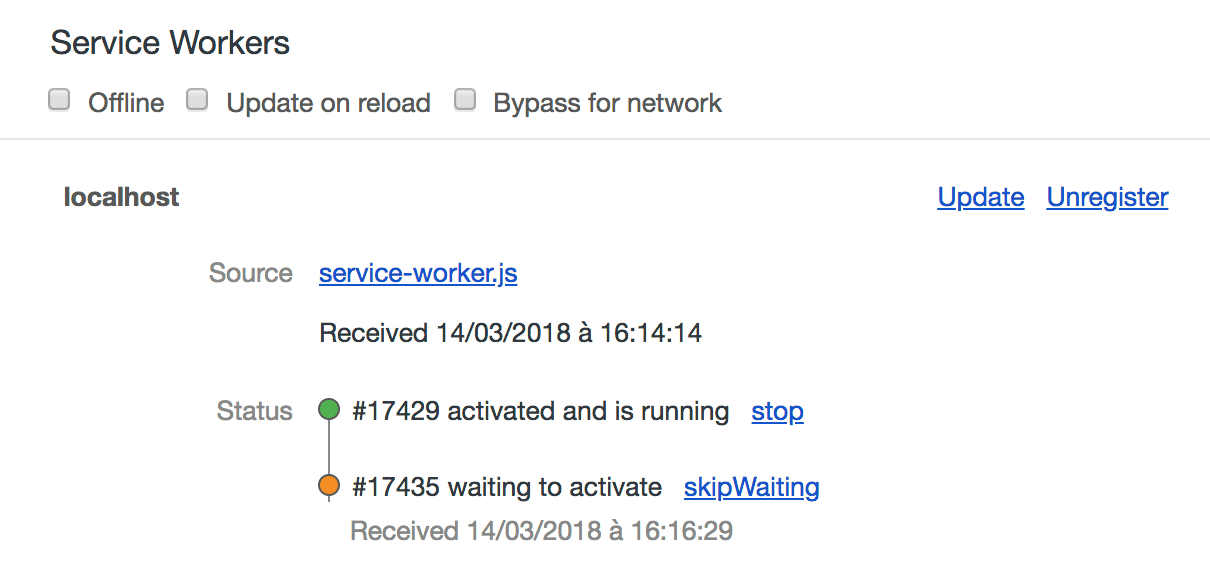 Service Workers
Offline Update on reload Bypass for network
localhost Update Unregister
Source service-worker.js
Received 14/03/2018 à 16:14:14
Status #17429 activated and is running stop
#17435 waiting to activate skipWaiting
Received 14/03/2018 à 16:16:29